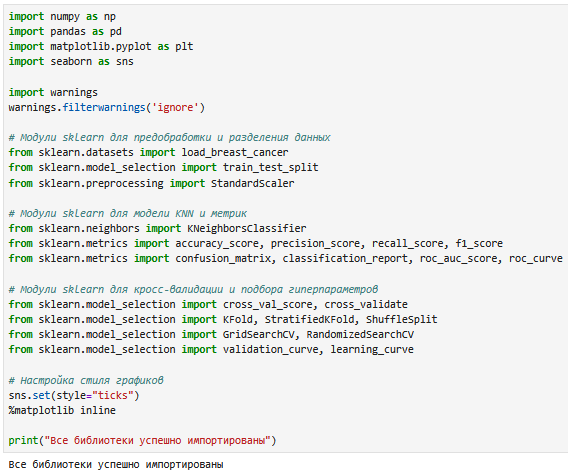 import numpy as np
import pandas as pd
import matplotlib.pyplot as plt
import seaborn as sns
import warnings
warnings.filterwarnings('ignore')
# Модули sklearn для предобработки и разделения данных
from sklearn.datasets import load_breast_cancer
from sklearn.model_selection import train_test_split
from sklearn.preprocessing import StandardScaler
# Модули sklearn для модели KNN и метрик
from sklearn.neighbors import KNeighborsClassifier
from sklearn.metrics import accuracy_score, precision_score, recall_score, f1_score
from sklearn.metrics import confusion_matrix, classification_report, roc_auc_score, roc_curve
# Модули sklearn для кросс-валидации и подбора гиперпараметров
from sklearn.model_selection import cross_val_score, cross_validate
from sklearn.model_selection import KFold, StratifiedKFold, ShuffleSplit
from sklearn.model_selection import GridSearchCV, RandomizedSearchCV
from sklearn.model_selection import validation_curve, learning_curve
# Настройка стиля графиков
sns.set(style="ticks")
%matplotlib inline
print("Все библиотеки успешно импортированы")
Все библиотеки успешно импортированы